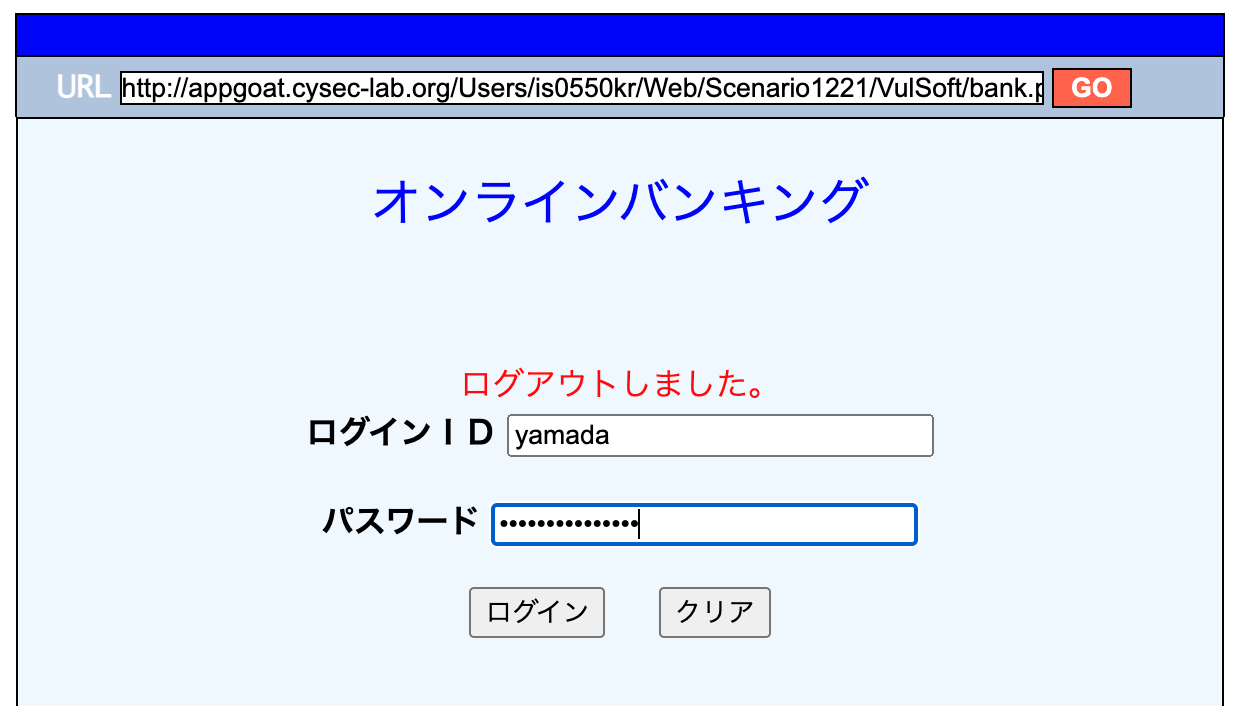 URL http://appgoat.cysec-lab.org/Users/is0550kr/Web/Scenario1221/VulSoft/bank.p GO
オンラインバンキング
ログアウトしました。
ログインＩＤ yamada
パスワード •••••••••••••••
ログイン クリア